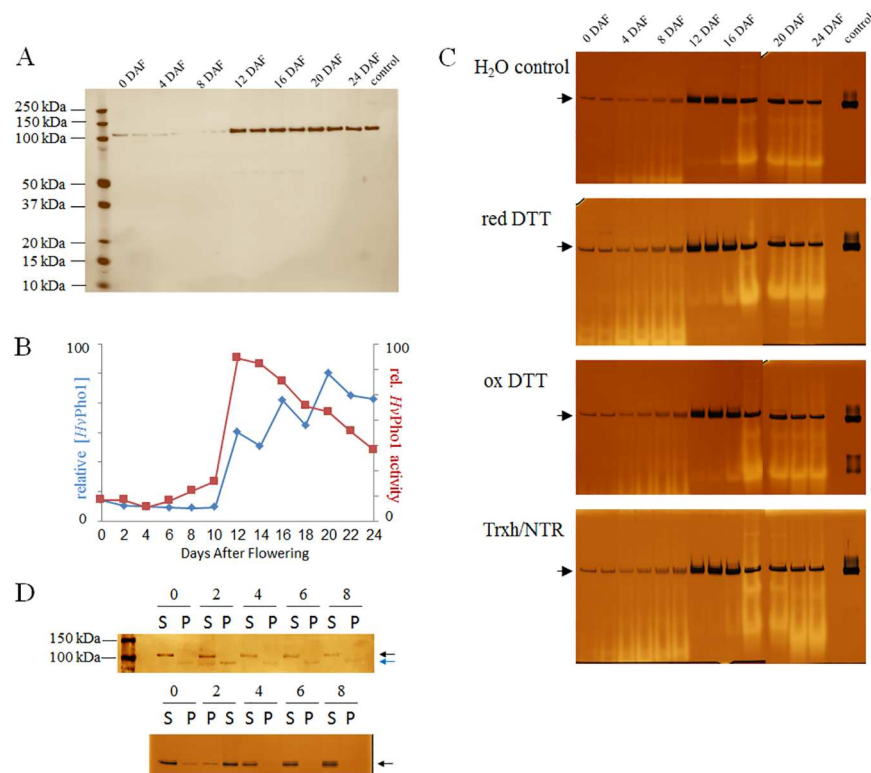 A
0 DAF 4 DAF 8 DAF 12 DAF 16 DAF 20 DAF 24 DAF control
250 kDa
150 kDa
100 kDa
50 kDa
37 kDa
20 kDa
15 kDa
10 kDa
B
100 100
relative [HvPho1]
rel. HvPho1 activity
0 0
0 2 4 6 8 10 12 14 16 18 20 22 24
Days After Flowering
C
0 DAF 4 DAF 8 DAF 12 DAF 16 DAF 20 DAF 24 DAF control
H₂O control
red DTT
ox DTT
Trxh/NTR
D
0 2 4 6 8
S P S P S P S P S P
150 kDa
100 kDa
0 2 4 6 8
S P P S S P S P S P